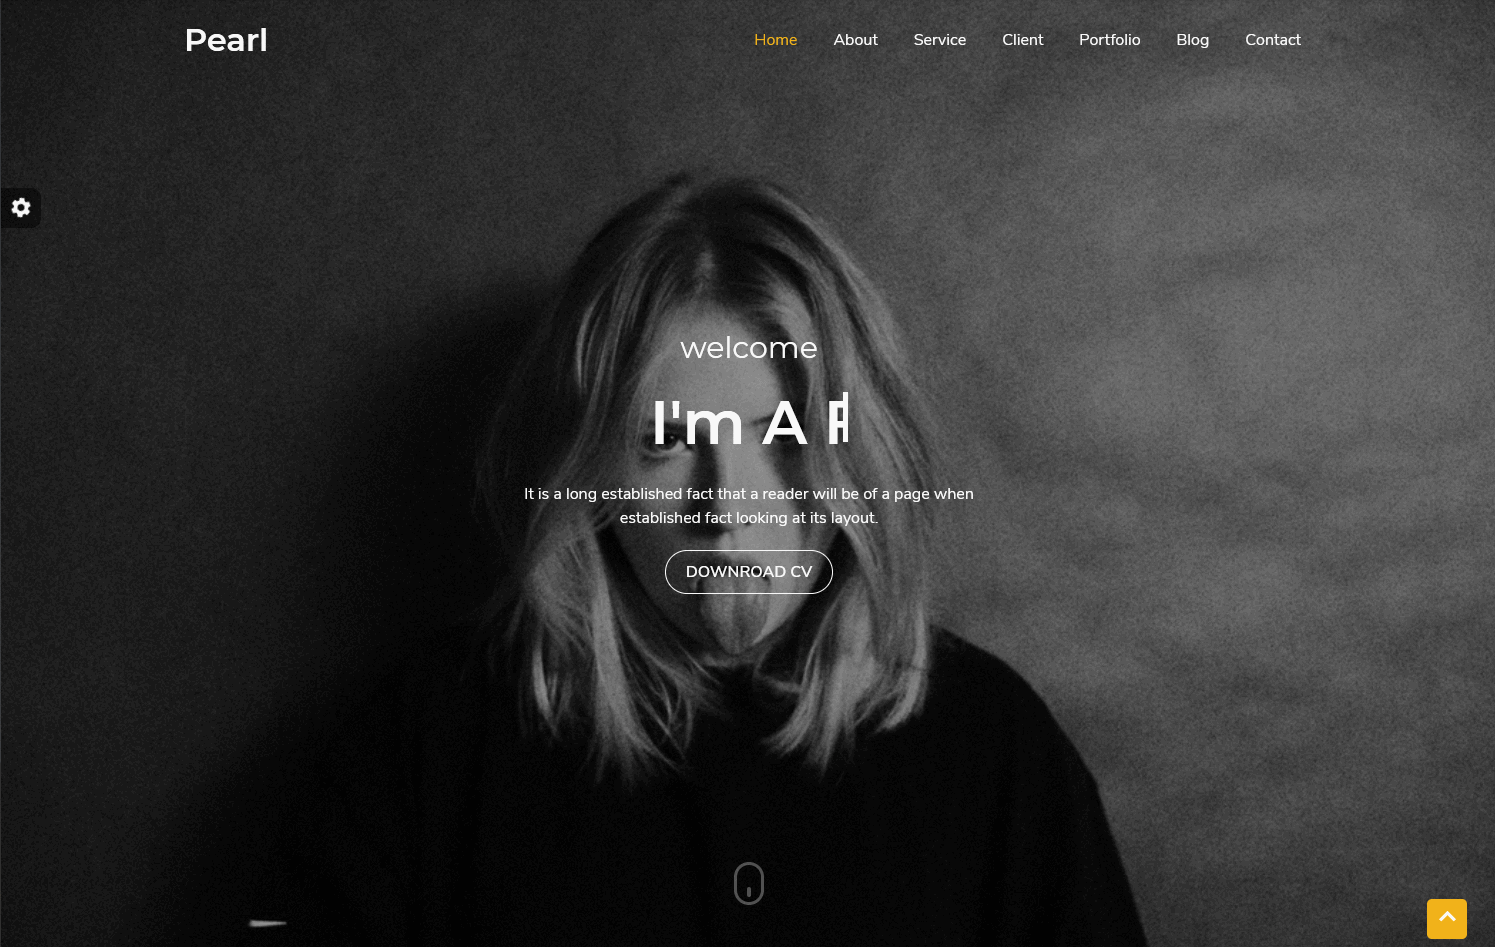 Pearl
Home About Service Client Portfolio Blog Contact
welcome
I'm A
It is a long established fact that a reader will be of a page when
established fact looking at its layout.
DOWNROAD CV